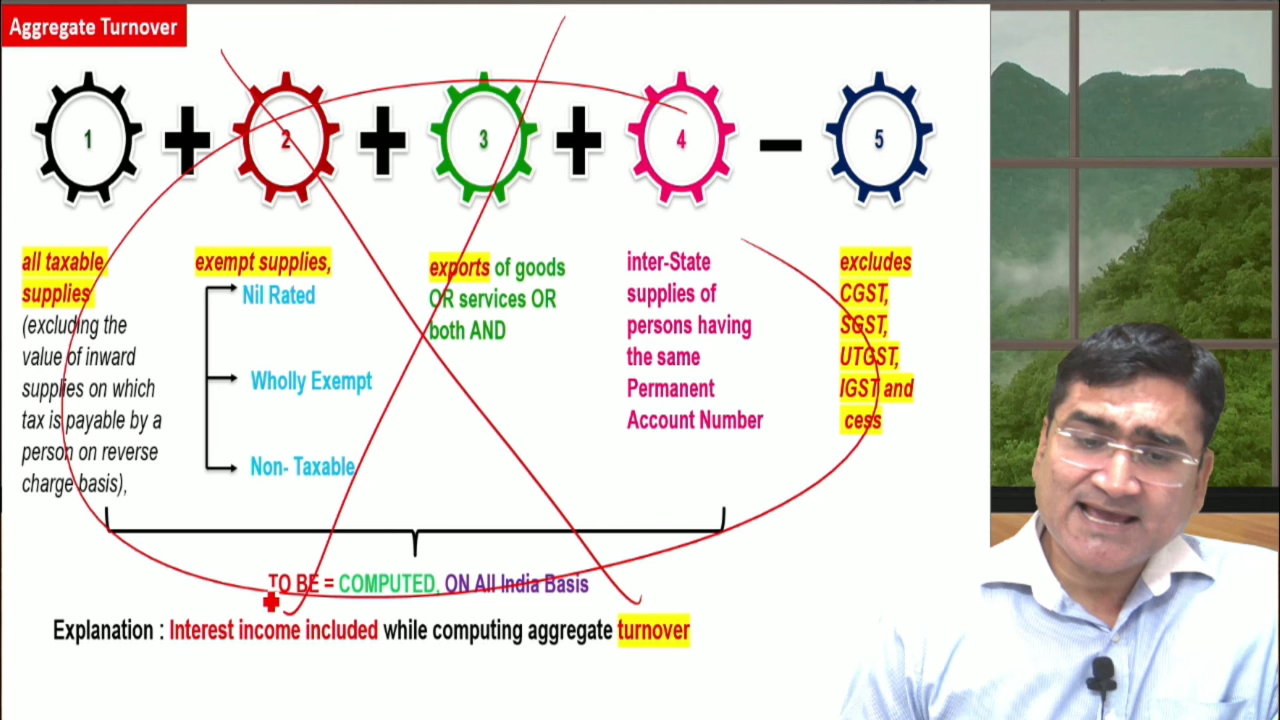 Aggregate Turnover
1 + 2 + 3 + 4 – 5
all taxable
supplies
(excluding the
value of inward
supplies on which
tax is payable by a
person on reverse
charge basis),
exempt supplies,
Nil Rated
Wholly Exempt
Non- Taxable
exports of goods
OR services OR
both AND
inter-State
supplies of
persons having
the same
Permanent
Account Number
excludes
CGST,
SGST,
UTGST,
IGST and
cess
TO BE = COMPUTED. ON All India Basis
Explanation : Interest income included while computing aggregate turnover